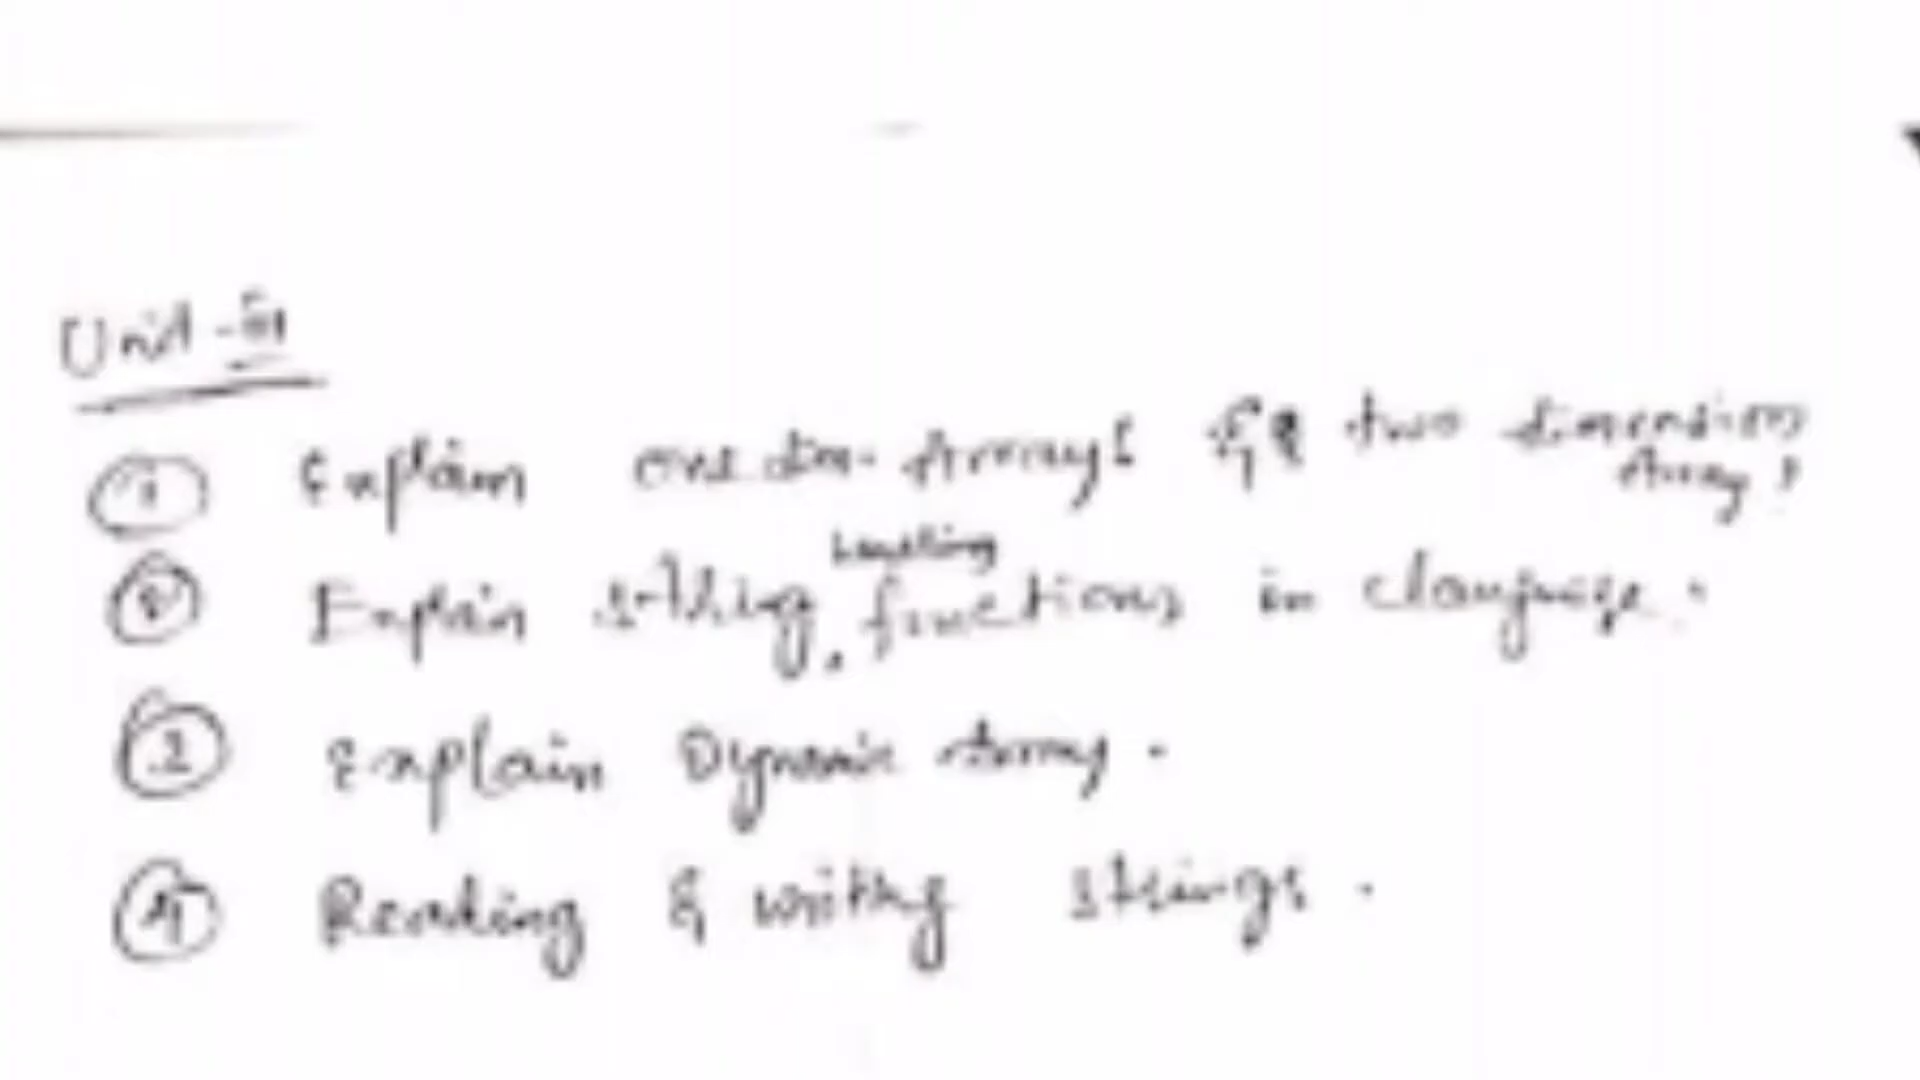 Unit - III
① Explain one dim- Arrays & two dimension
Array?
② Explain string handling functions in clanguage.
③ Explain Dynamic Array.
④ Reading & writing strings.